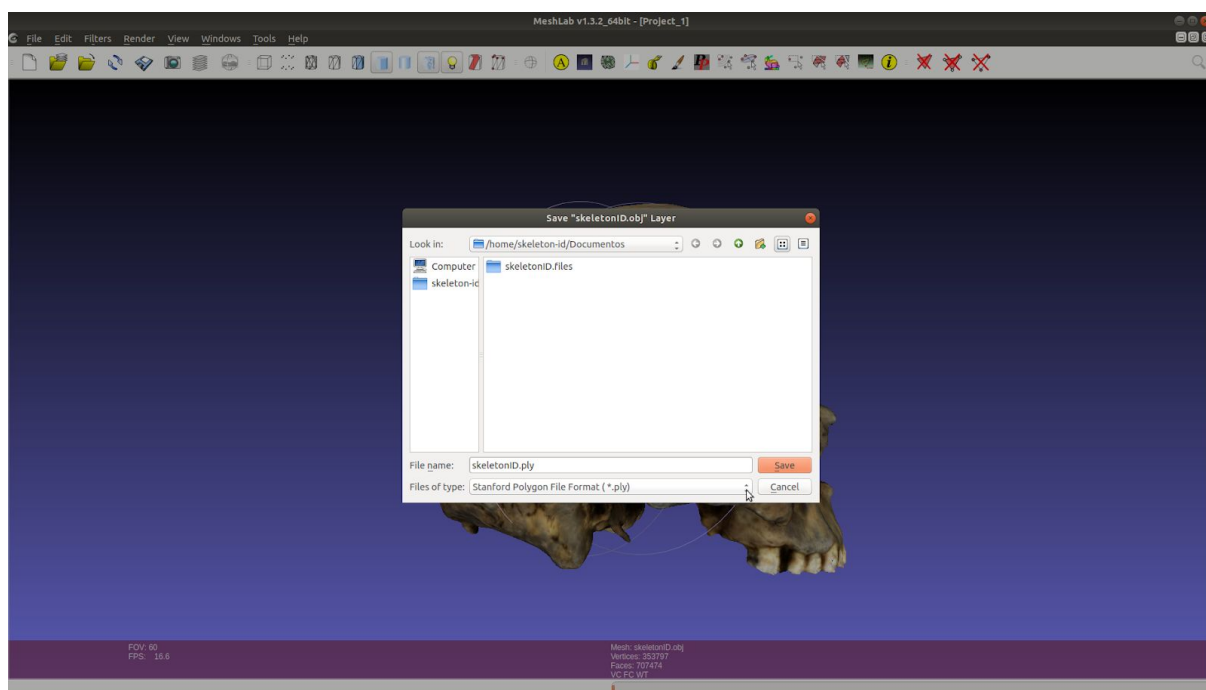 MeshLab v1.3.2_64bit - [Project_1]
File Edit Filters Render View Windows Tools Help
Save "skeletonID.obj" Layer
Look in: /home/skeleton-id/Documentos
Computer
skeleton-id
skeletonID.files
File name: skeletonID.ply
Save
Files of type: Stanford Polygon File Format ( *.ply)
Cancel
FOV: 60
FPS: 16.6
Mesh: skeletonID.obj
Vertices: 353797
Faces: 707474
VC FC WT